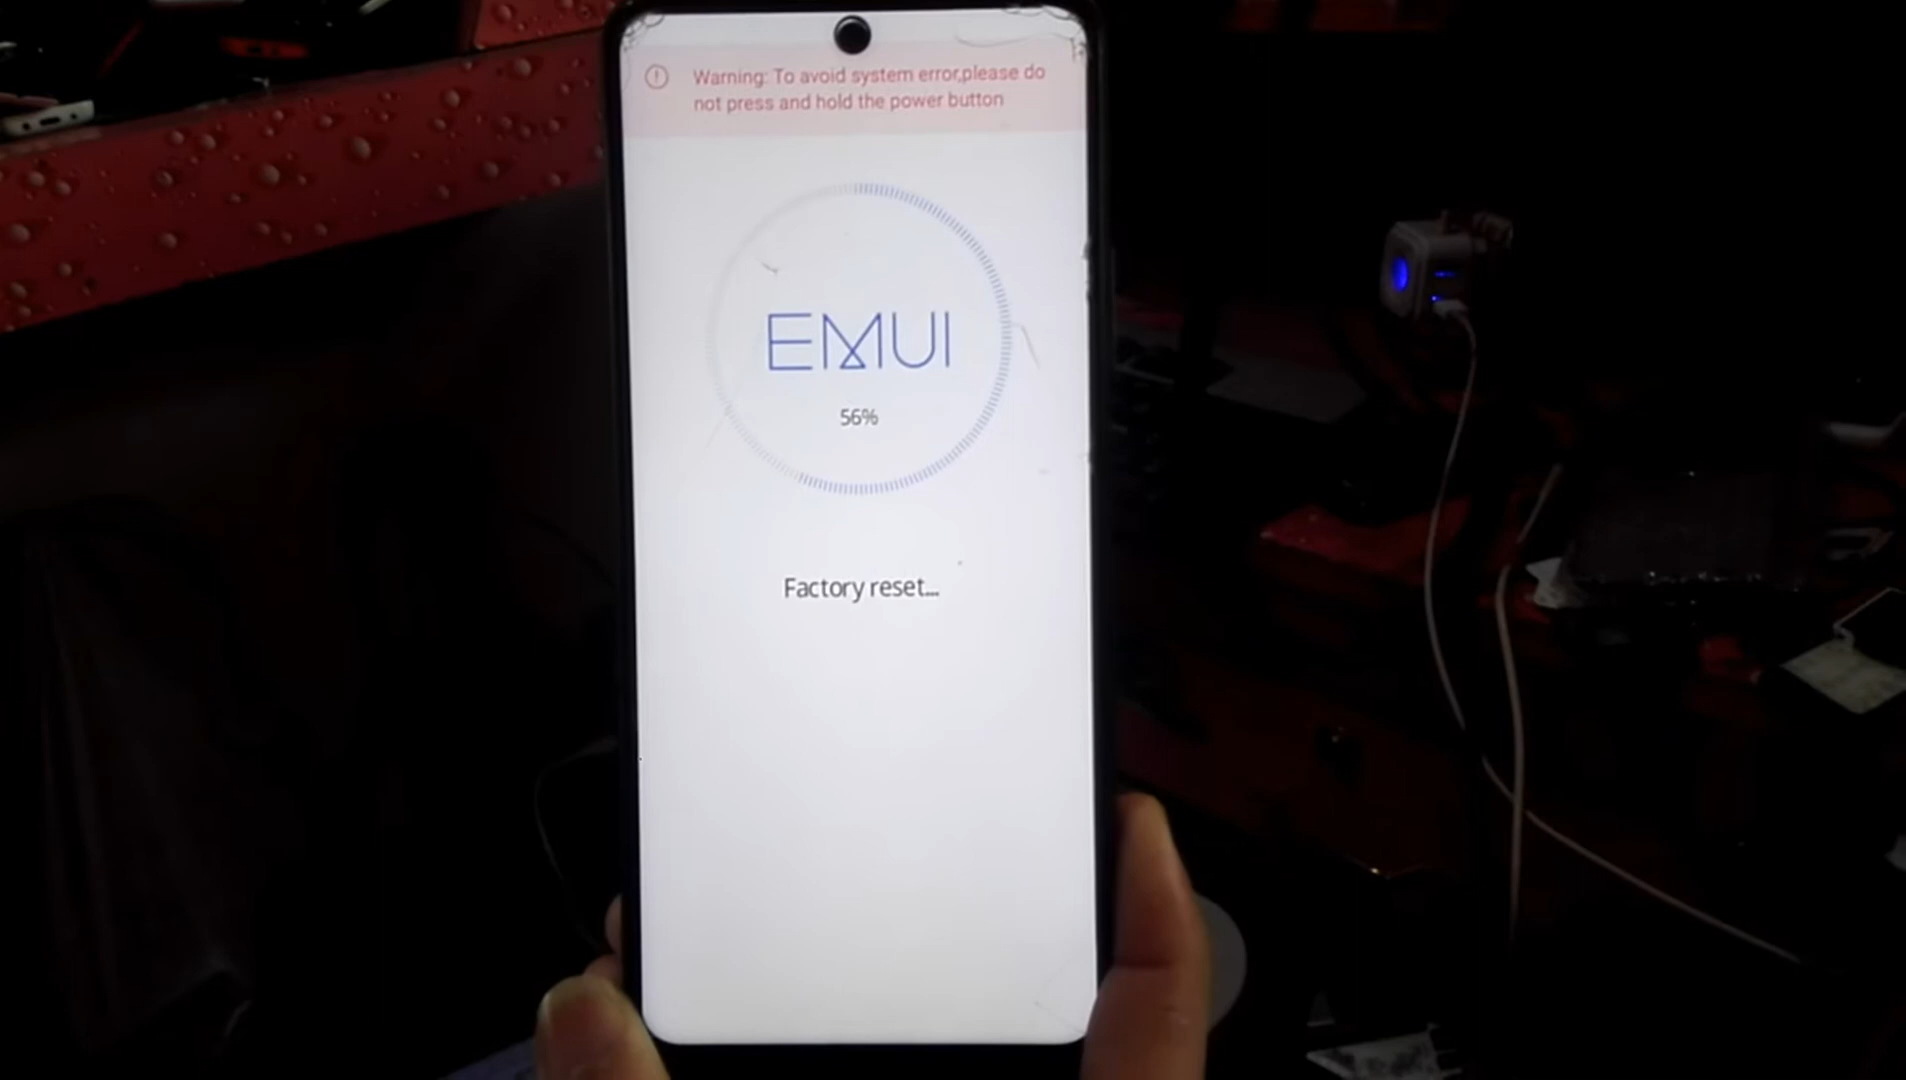 Warning: To avoid system error,please do
not press and hold the power button
EMUI
56%
Factory reset...